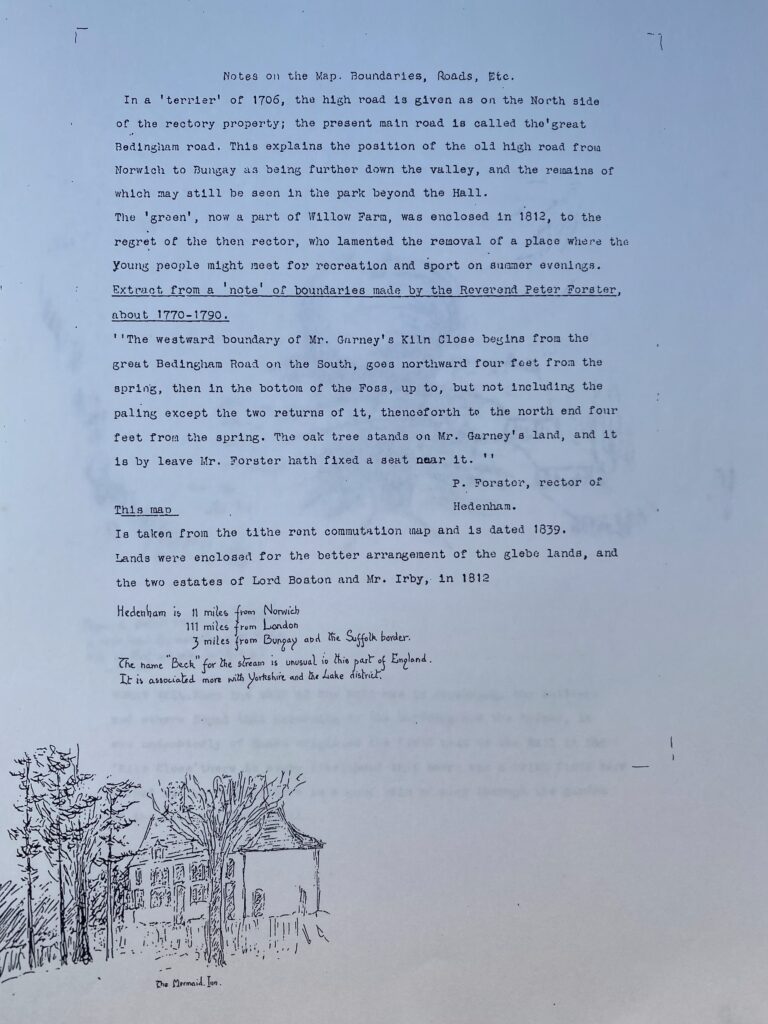 Notes on the Map. Boundaries, Roads, Etc.
In a 'terrier' of 1706, the high road is given as on the North side
of the rectory property; the present main road is called the'great
Bedingham road. This explains the position of the old high road from
Norwich to Bungay as being further down the valley, and the remains of
which may still be seen in the park beyond the Hall.
The 'green', now a part of Willow Farm, was enclosed in 1812, to the
regret of the then rector, who lamented the removal of a place where the
young people might meet for recreation and sport on summer evenings.
Extract from a 'note' of boundaries made by the Reverend Peter Forster,
about 1770-1790.
''The westward boundary of Mr. Garney's Kiln Close begins from the
great Bedingham Road on the South, goes northward four feet from the
spring, then in the bottom of the Foss, up to, but not including the
paling except the two returns of it, thenceforth to the north end four
feet from the spring. The oak tree stands on Mr. Garney's land, and it
is by leave Mr. Forster hath fixed a seat near it. ''
P. Forster, rector of
Hedenham.
This map
Is taken from the tithe rent commutation map and is dated 1839.
Lands were enclosed for the better arrangement of the glebe lands, and
the two estates of Lord Boston and Mr. Irby, in 1812
Hedenham is 11 miles from Norwich
111 miles from London
3 miles from Bungay and the Suffolk border.
The name "Beck" for the stream is unusual in this part of England.
It is associated more with Yorkshire and the Lake district.
The Mermaid Inn.